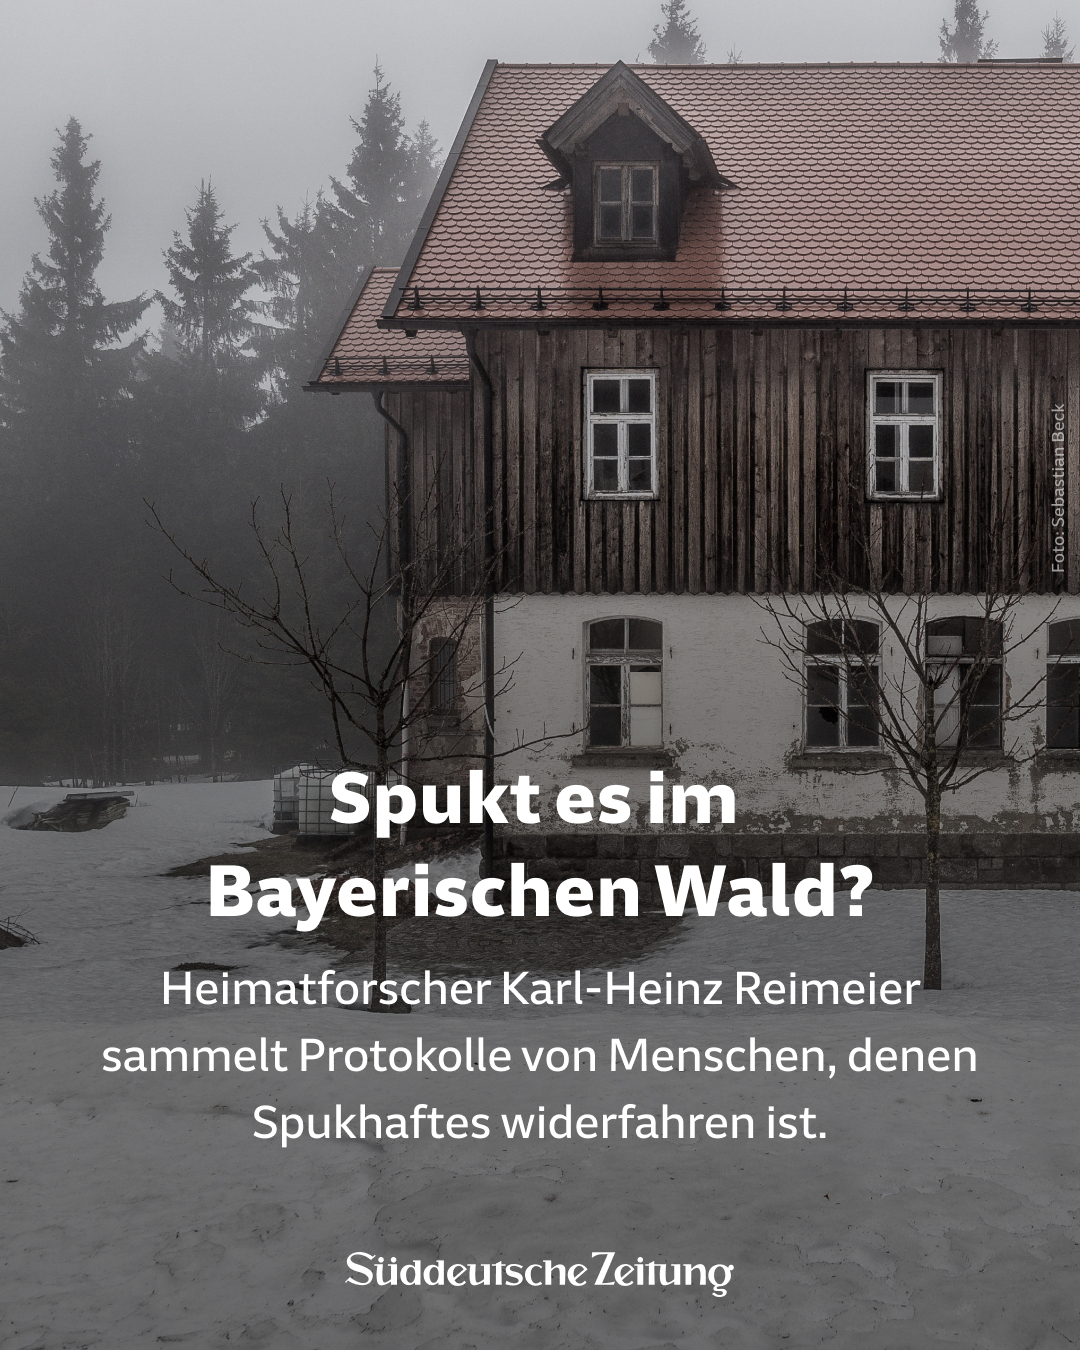 Foto: Sebastian Beck
Spukt es im
Bayerischen Wald?
Heimatforscher Karl-Heinz Reimeier
sammelt Protokolle von Menschen, denen
Spukhaftes widerfahren ist.
Süddeutsche Zeitung